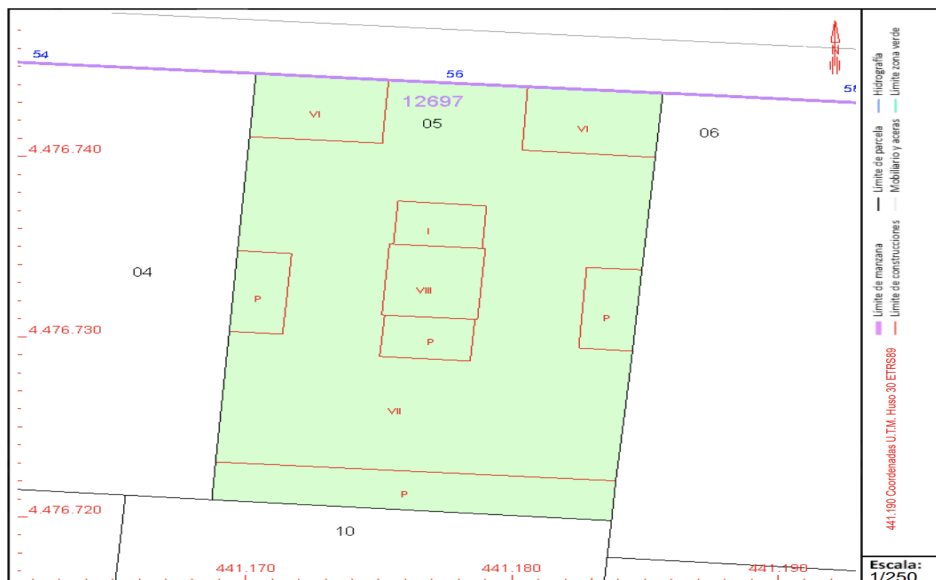 54
56
12697
05
VI
VI
06
N
4.476.740
I
04
VIII
P
P
4.476.730
P
VII
P
4.476.720
10
441.170
441.180
441.190
Hidrografía
Límite zona verde
Límite de parcela
Mobiliario y aceras
Límite de manzana
Límite de construcciones
441.190 Coordenadas U.T.M. Huso 30 ETRS89
Escala:
1/250